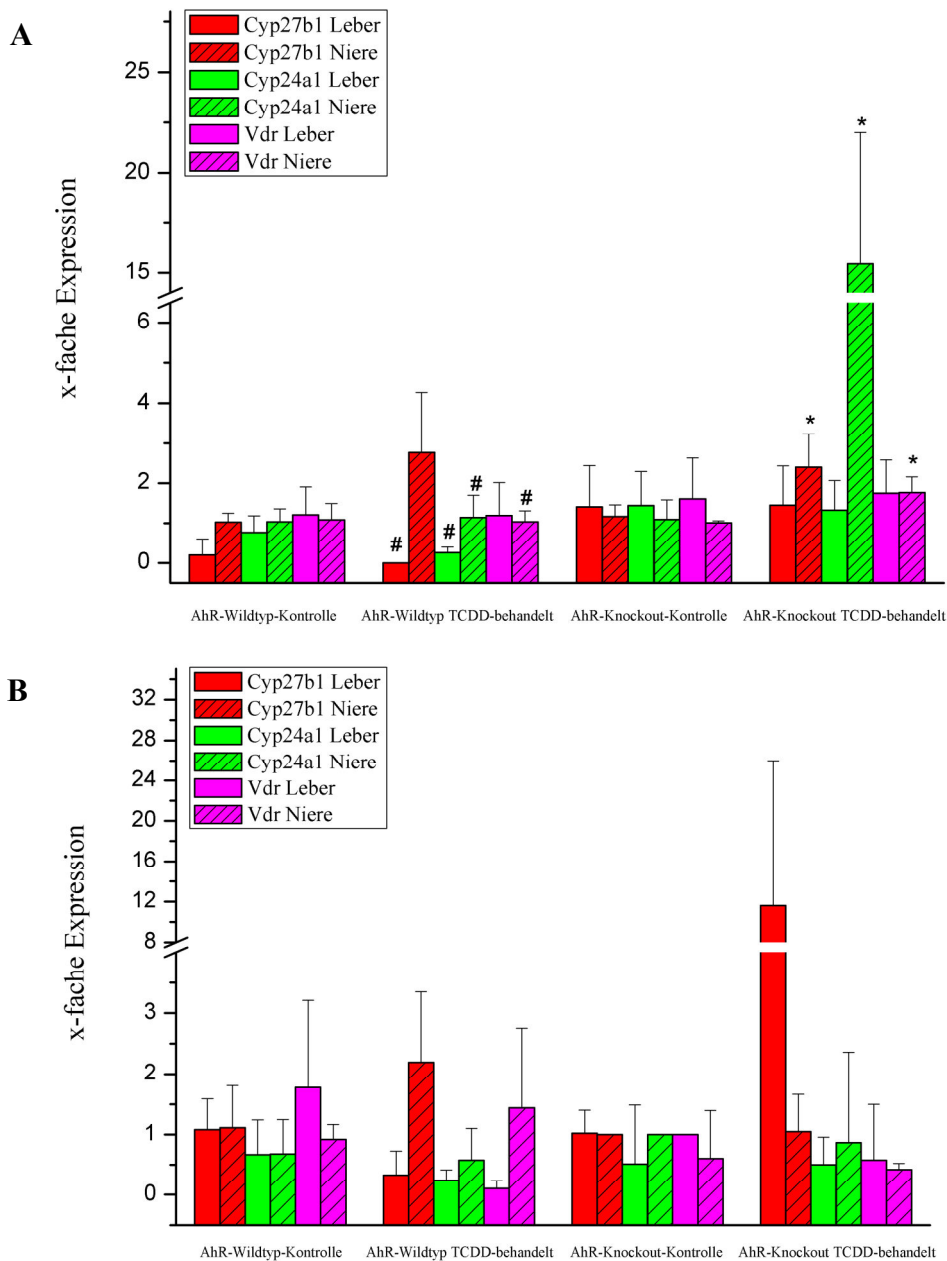 A
Cyp27b1 Leber
Cyp27b1 Niere
Cyp24a1 Leber
Cyp24a1 Niere
Vdr Leber
Vdr Niere
x-fache Expression
25
20
15
6
4
2
0
* 
*
*
#
#
#
#
AhR-Wildtyp-Kontrolle AhR-Wildtyp TCDD-behandelt AhR-Knockout-Kontrolle AhR-Knockout TCDD-behandelt
B
Cyp27b1 Leber
Cyp27b1 Niere
Cyp24a1 Leber
Cyp24a1 Niere
Vdr Leber
Vdr Niere
x-fache Expression
32
28
24
20
16
12
8
3
2
1
0
AhR-Wildtyp-Kontrolle AhR-Wildtyp TCDD-behandelt AhR-Knockout-Kontrolle AhR-Knockout TCDD-behandelt